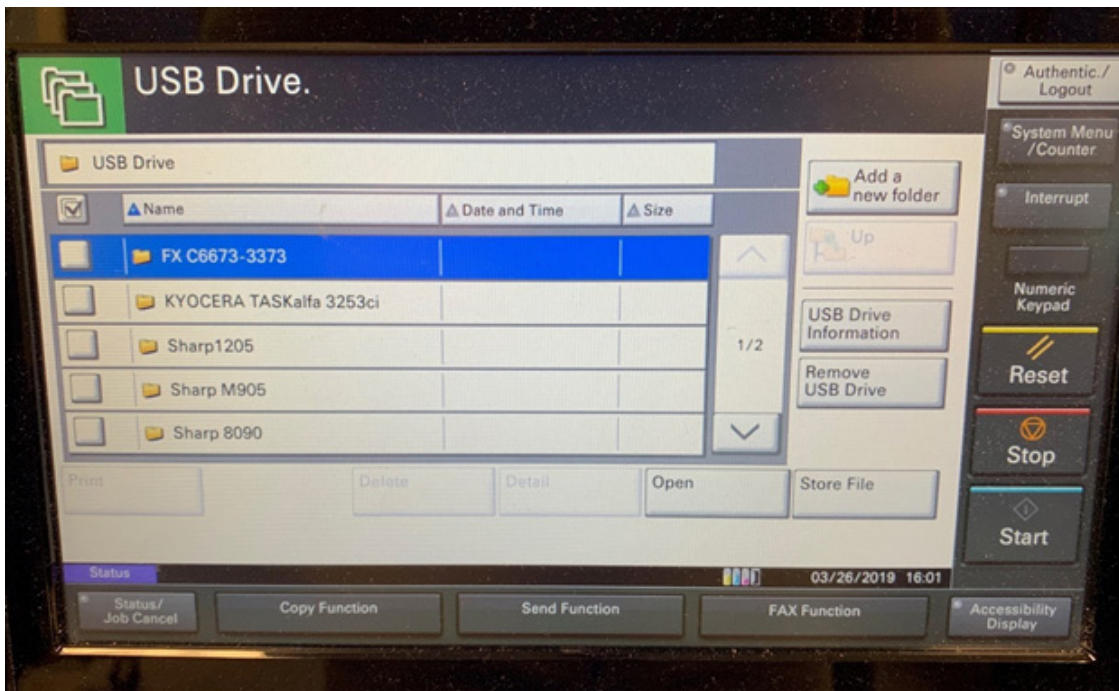 USB Drive.
Authentic./
Logout
System Menu
/Counter
USB Drive
Add a
new folder
Interrupt
Name
Date and Time
Size
Up
FX C6673-3373
Numeric
Keypad
KYOCERA TASKalfa 3253ci
USB Drive
Information
Sharp1205
1/2
Reset
Remove
USB Drive
Sharp M905
Sharp 8090
Stop
Print
Delete
Detail
Open
Store File
Start
Status
03/26/2019 16:01
Status/
Job Cancel
Copy Function
Send Function
FAX Function
Accessibility
Display